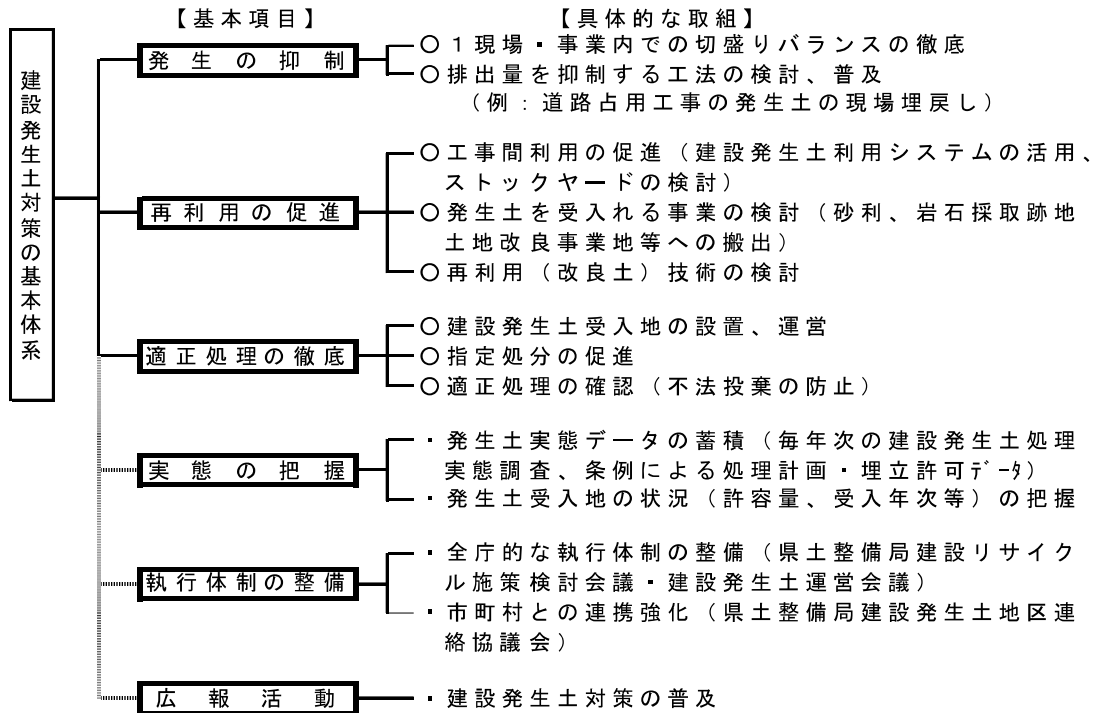 【基本項目】 【具体的な取組】
建設発生土対策の基本体系
発生の抑制
○1現場・事業内での切盛りバランスの徹底
○排出量を抑制する工法の検討、普及
（例：道路占用工事の発生土の現場埋戻し）
再利用の促進
○工事間利用の促進（建設発生土利用システムの活用、
ストックヤードの検討）
○発生土を受入れる事業の検討（砂利、岩石採取跡地
土地改良事業地等への搬出）
○再利用（改良土）技術の検討
適正処理の徹底
○建設発生土受入地の設置、運営
○指定処分の促進
○適正処理の確認（不法投棄の防止）
実態の把握
・発生土実態データの蓄積（毎年次の建設発生土処理
実態調査、条例による処理計画・埋立許可ﾃﾞｰﾀ）
・発生土受入地の状況（許容量、受入年次等）の把握
執行体制の整備
・全庁的な執行体制の整備（県土整備局建設リサイク
ル施策検討会議・建設発生土運営会議）
・市町村との連携強化（県土整備局建設発生土地区連
絡協議会）
広報活動
・建設発生土対策の普及